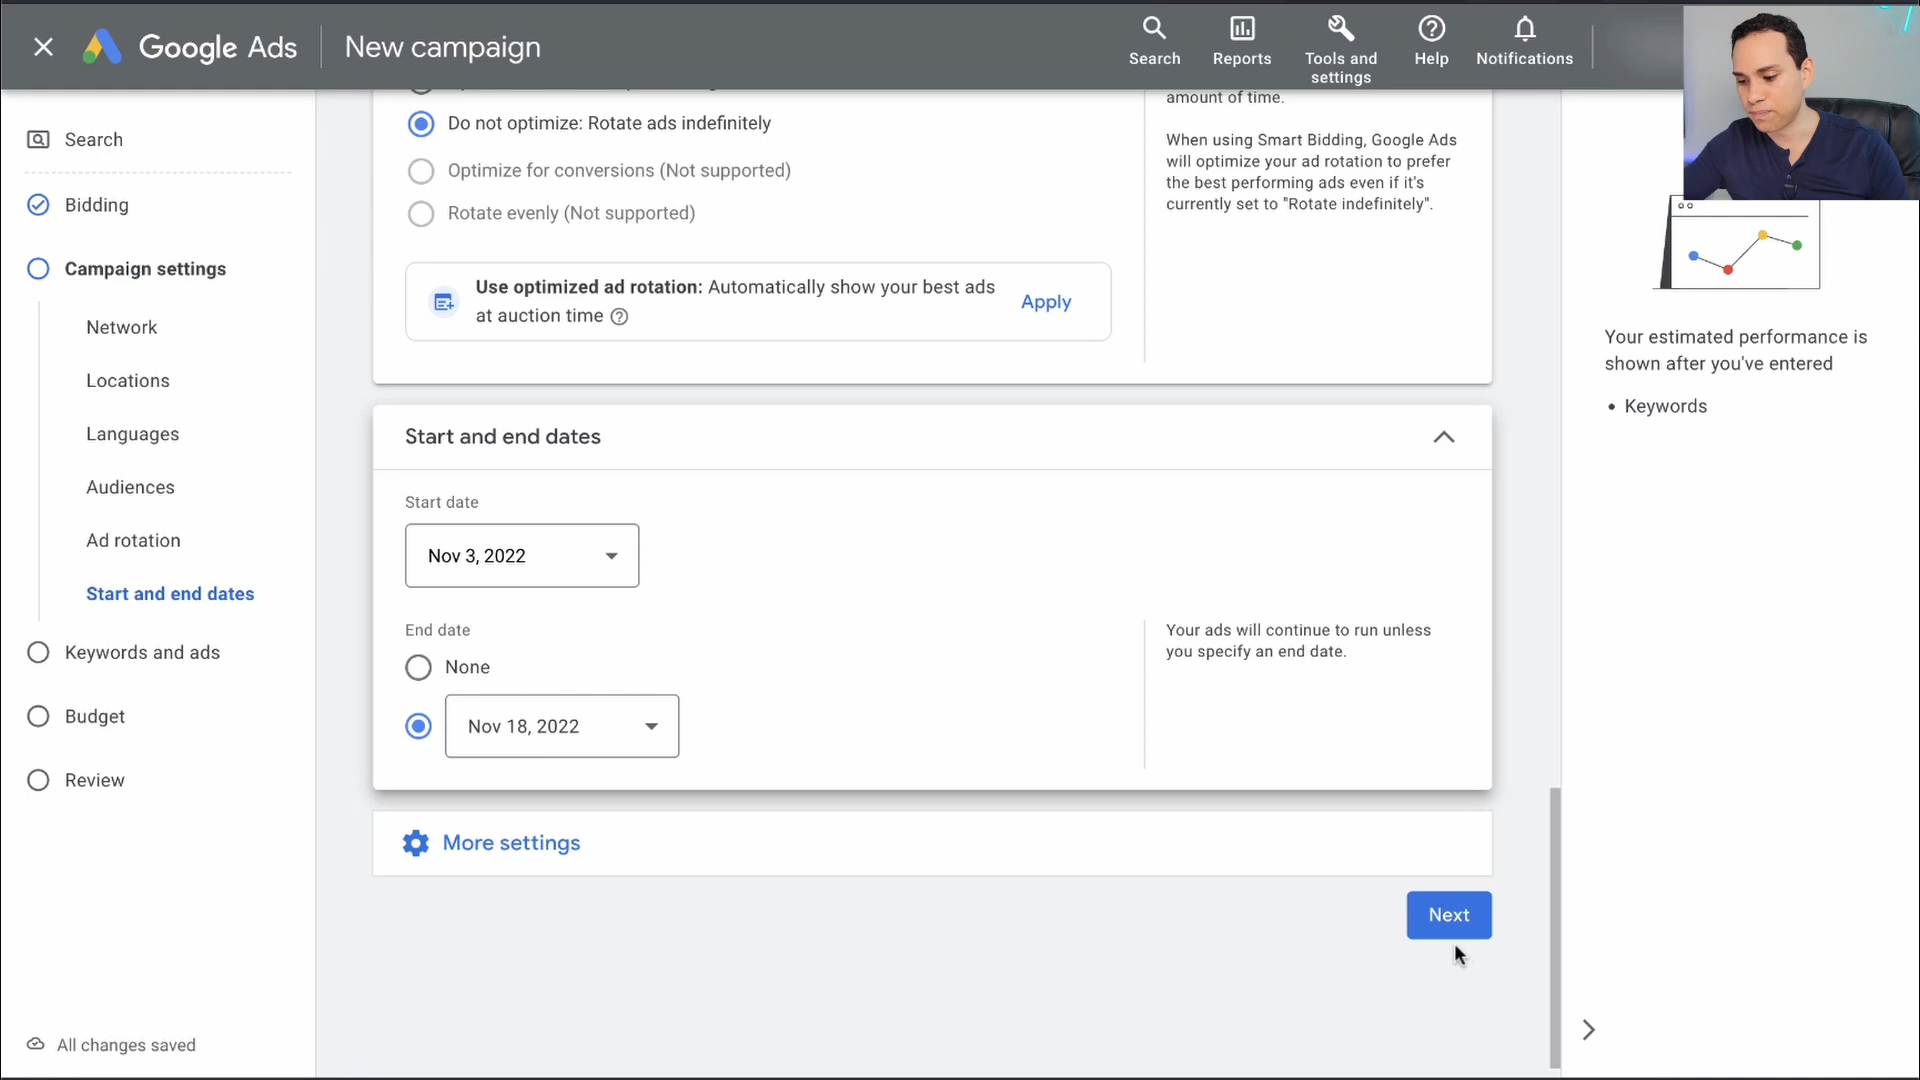 Google Ads
New campaign
Search
Reports
Tools and
settings
Help
Notifications
Search
Bidding
Campaign settings
Network
Locations
Languages
Audiences
Ad rotation
Start and end dates
Keywords and ads
Budget
Review
All changes saved
Do not optimize: Rotate ads indefinitely
Optimize for conversions (Not supported)
Rotate evenly (Not supported)
Use optimized ad rotation: Automatically show your best ads
at auction time
Apply
amount of time.
When using Smart Bidding, Google Ads
will optimize your ad rotation to prefer
the best performing ads even if it's
currently set to "Rotate indefinitely".
Start and end dates
Start date
Nov 3, 2022
End date
None
Nov 18, 2022
Your ads will continue to run unless
you specify an end date.
More settings
Next
Your estimated performance is
shown after you've entered
• Keywords